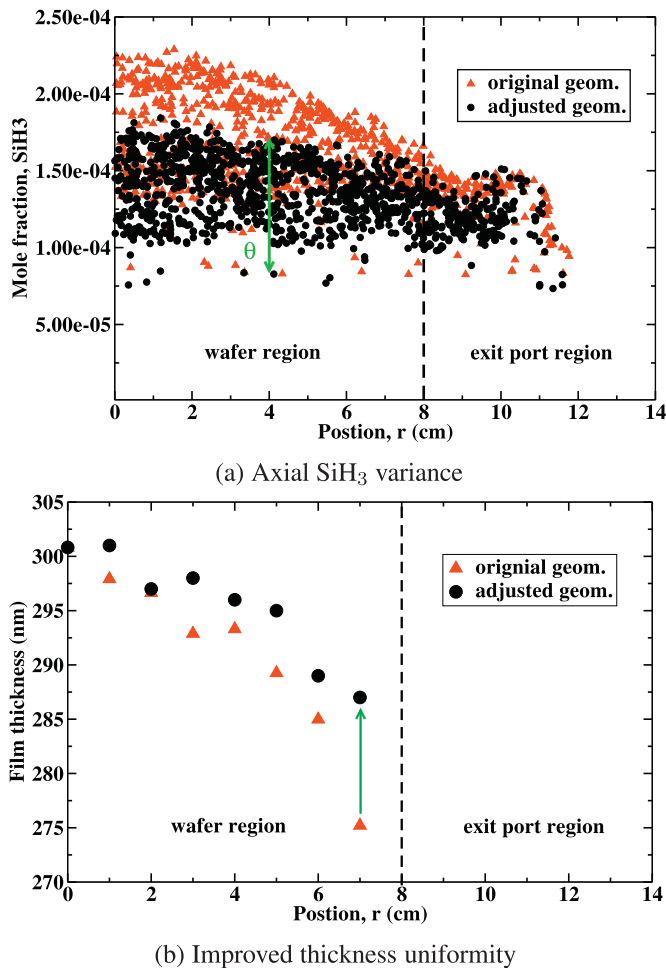 2.50e-04
2.00e-04
1.50e-04
1.00e-04
5.00e-05
Mole fraction, SiH3
original geom.
adjusted geom.
θ
wafer region
exit port region
0 2 4 6 8 10 12 14
Postion, r (cm)
(a) Axial SiH₃ variance
305
300
295
290
285
280
275
270
Film thickness (nm)
orignial geom.
adjusted geom.
wafer region
exit port region
0 2 4 6 8 10 12 14
Postion, r (cm)
(b) Improved thickness uniformity